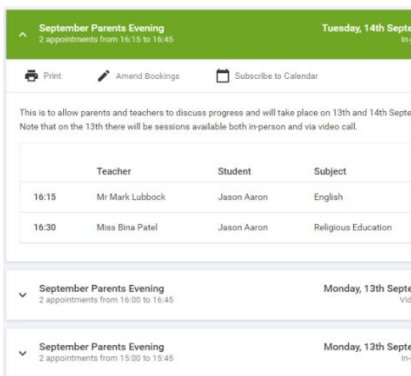 September Parents Evening Tuesday, 14th Septe
2 appointments from 16:15 to 16:45 In-
Print Amend Bookings Subscribe to Calendar
This is to allow parents and teachers to discuss progress and will take place on 13th and 14th Septe
Note that on the 13th there will be sessions available both in-person and via video call.
Teacher Student Subject
16:15 Mr Mark Lubbock Jason Aaron English
16:30 Miss Bina Patel Jason Aaron Religious Education
September Parents Evening Monday, 13th Septe
2 appointments from 16:00 to 16:45 Vid
September Parents Evening Monday, 13th Septe
2 appointments from 15:00 to 15:45 In-